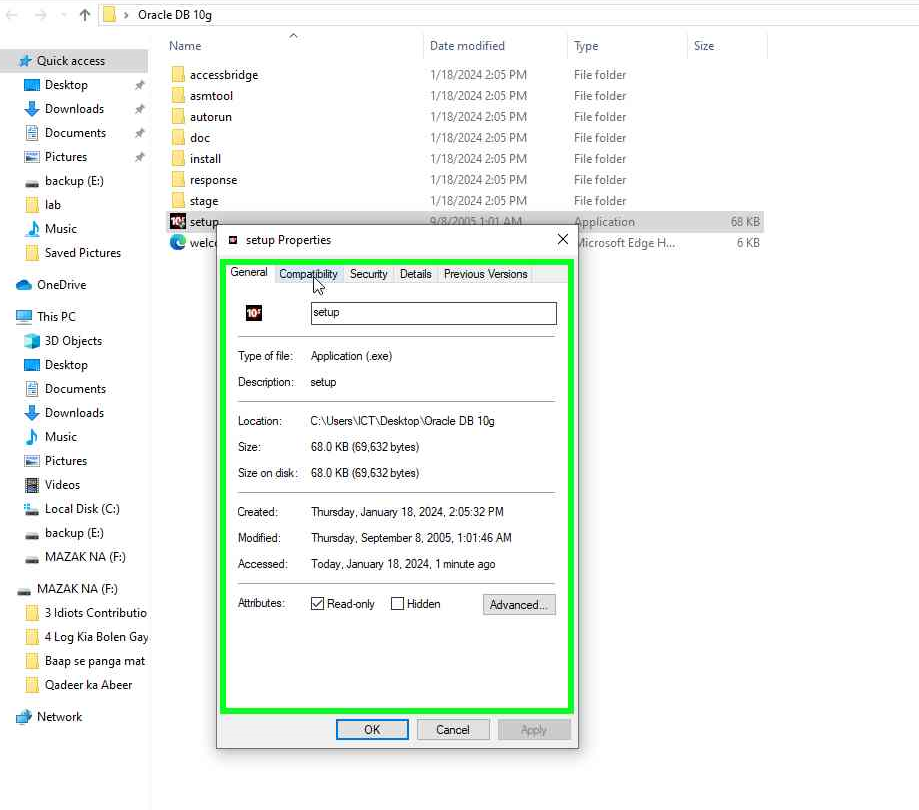 Oracle DB 10g
Name Date modified Type Size
Quick access
Desktop
Downloads
Documents
Pictures
backup (E:)
lab
Music
Saved Pictures
OneDrive
This PC
3D Objects
Desktop
Documents
Downloads
Music
Pictures
Videos
Local Disk (C:)
backup (E:)
MAZAK NA (F:)
MAZAK NA (F:)
3 Idiots Contributio
4 Log Kia Bolen Gay
Baap se panga mat
Qadeer ka Abeer
Network
accessbridge 1/18/2024 2:05 PM File folder
asmtool 1/18/2024 2:05 PM File folder
autorun 1/18/2024 2:05 PM File folder
doc 1/18/2024 2:05 PM File folder
install 1/18/2024 2:05 PM File folder
response 1/18/2024 2:05 PM File folder
stage 1/18/2024 2:05 PM File folder
setup 9/8/2005 1:01 AM Application 68 KB
welc Microsoft Edge H... 6 KB
setup Properties
General Compatibility Security Details Previous Versions
setup
Type of file: Application (.exe)
Description: setup
Location: C:\Users\ICT\Desktop\Oracle DB 10g
Size: 68.0 KB (69,632 bytes)
Size on disk: 68.0 KB (69,632 bytes)
Created: Thursday, January 18, 2024, 2:05:32 PM
Modified: Thursday, September 8, 2005, 1:01:46 AM
Accessed: Today, January 18, 2024, 1 minute ago
Attributes: Read-only Hidden Advanced...
OK Cancel Apply